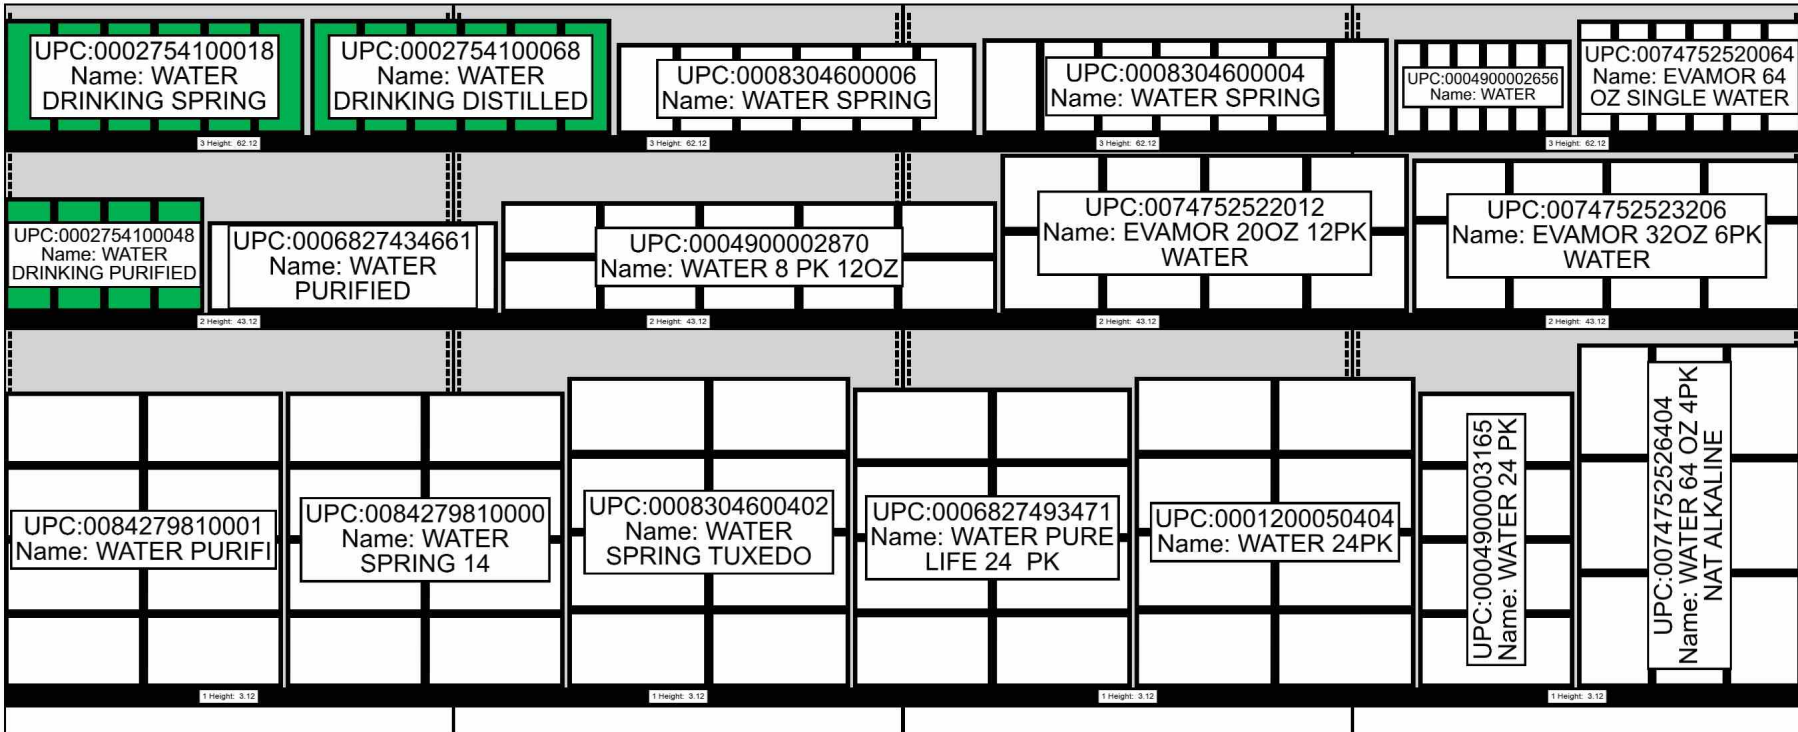 UPC:0002754100018
Name: WATER
DRINKING SPRING
UPC:0002754100068
Name: WATER
DRINKING DISTILLED
UPC:0008304600006
Name: WATER SPRING
UPC:0008304600004
Name: WATER SPRING
UPC:0004900002656
Name: WATER
UPC:0074752520064
Name: EVAMOR 64
OZ SINGLE WATER
3 Height: 62.12
3 Height: 62.12
3 Height: 62.12
3 Height: 62.12
UPC:0002754100048
Name: WATER
DRINKING PURIFIED
UPC:0006827434661
Name: WATER
PURIFIED
UPC:0004900002870
Name: WATER 8 PK 12OZ
UPC:0074752522012
Name: EVAMOR 20OZ 12PK
WATER
UPC:0074752523206
Name: EVAMOR 32OZ 6PK
WATER
2 Height: 43.12
2 Height: 43.12
2 Height: 43.12
2 Height: 43.12
UPC:0084279810001
Name: WATER PURIFI
UPC:0084279810000
Name: WATER
SPRING 14
UPC:0008304600402
Name: WATER
SPRING TUXEDO
UPC:0006827493471
Name: WATER PURE
LIFE 24 PK
UPC:0001200050404
Name: WATER 24PK
UPC:0004900003165
Name: WATER 24 PK
UPC:0074752526404
Name: WATER 64 OZ 4PK
NAT ALKALINE
1 Height: 3.12
1 Height: 3.12
1 Height: 3.12
1 Height: 3.12